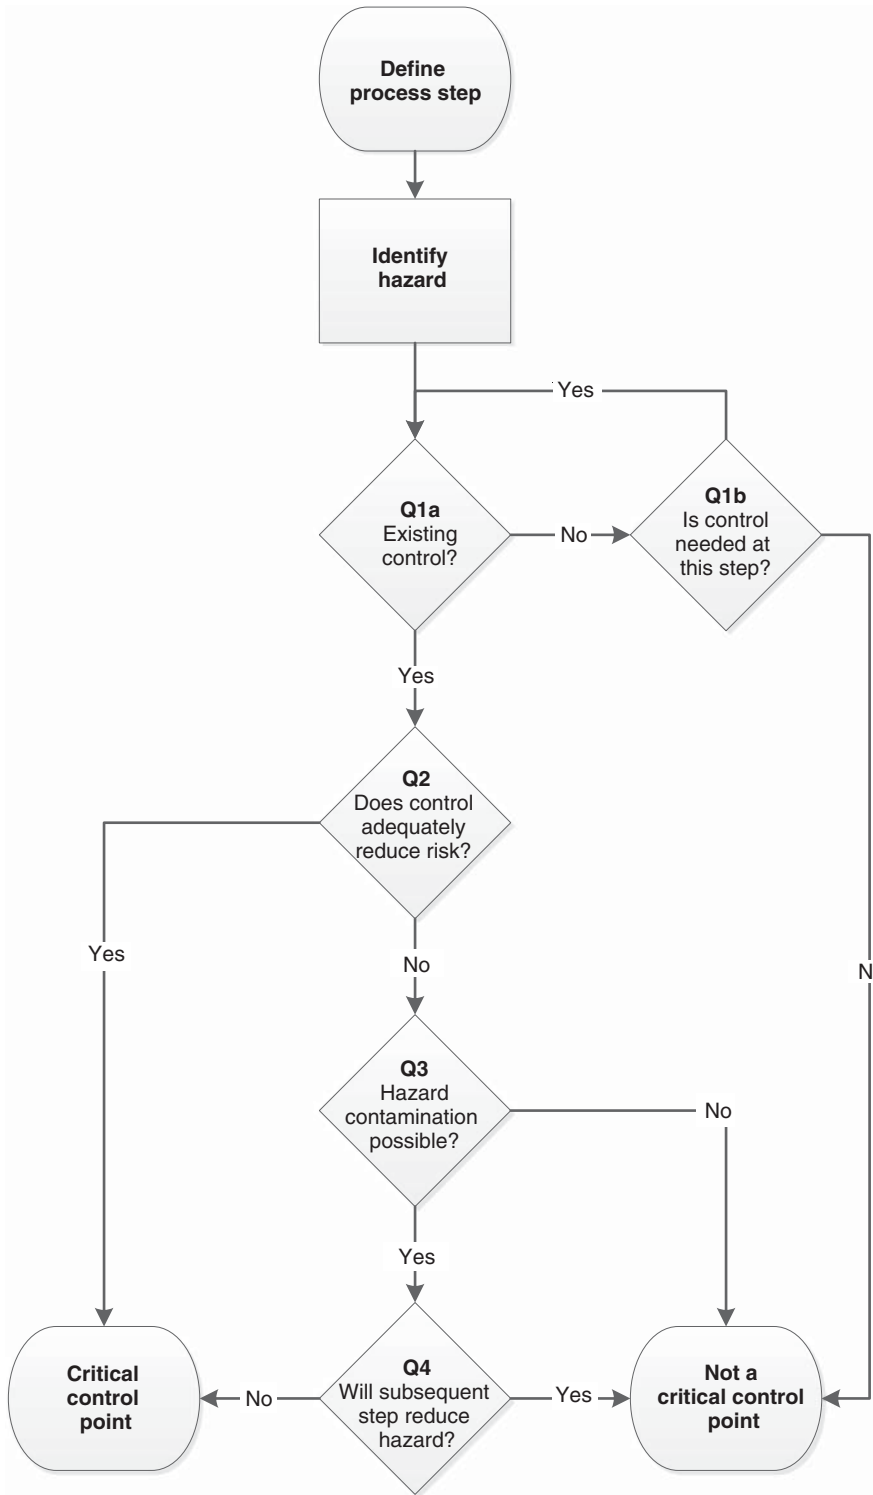 Define
process step
Identify
hazard
Yes
Q1a
Existing
control?
No
Q1b
Is control
needed at
this step?
Yes
Q2
Does control
adequately
reduce risk?
Yes
No
N
Q3
Hazard
contamination
possible?
No
Yes
Critical
control
point
No
Q4
Will subsequent
step reduce
hazard?
Yes
Not a
critical control
point